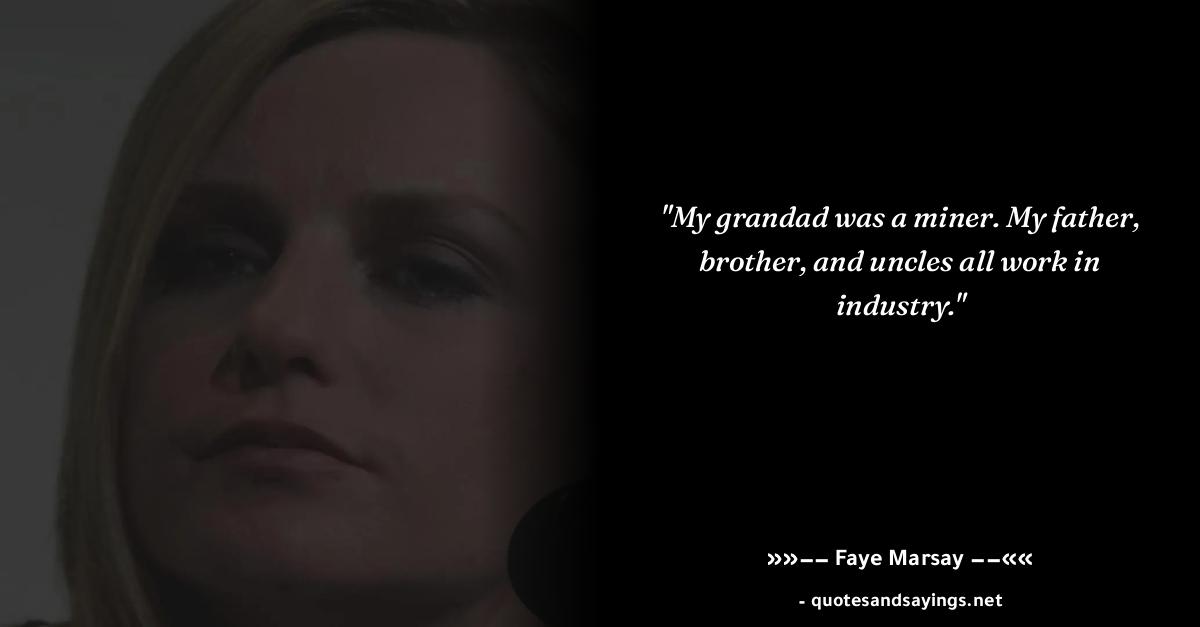 "My grandad was a miner. My father,
brother, and uncles all work in
industry."
»»−− Faye Marsay −−««
- quotesandsayings.net